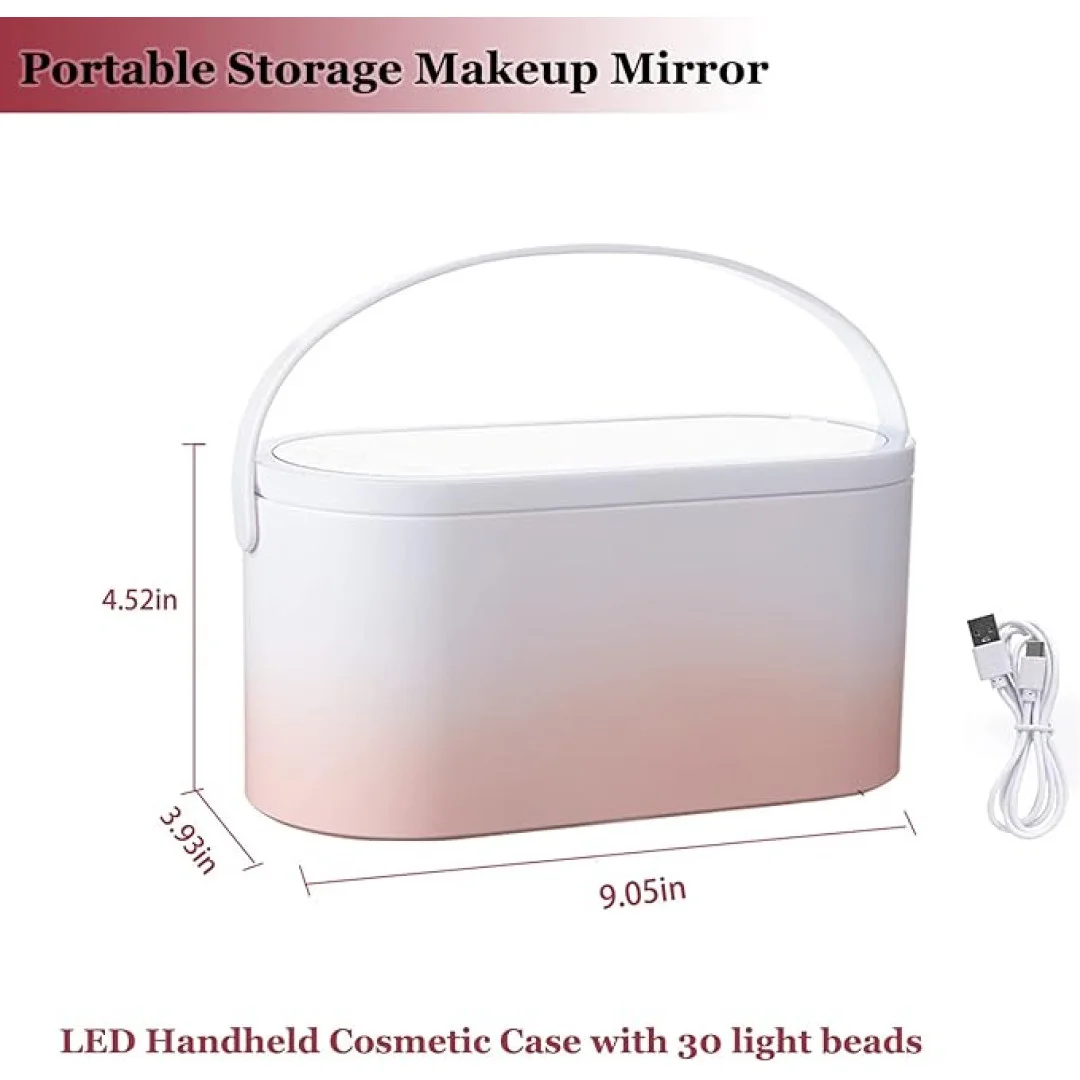 Portable Storage Makeup Mirror
4.52in
3.93in
9.05in
LED Handheld Cosmetic Case with 30 light beads